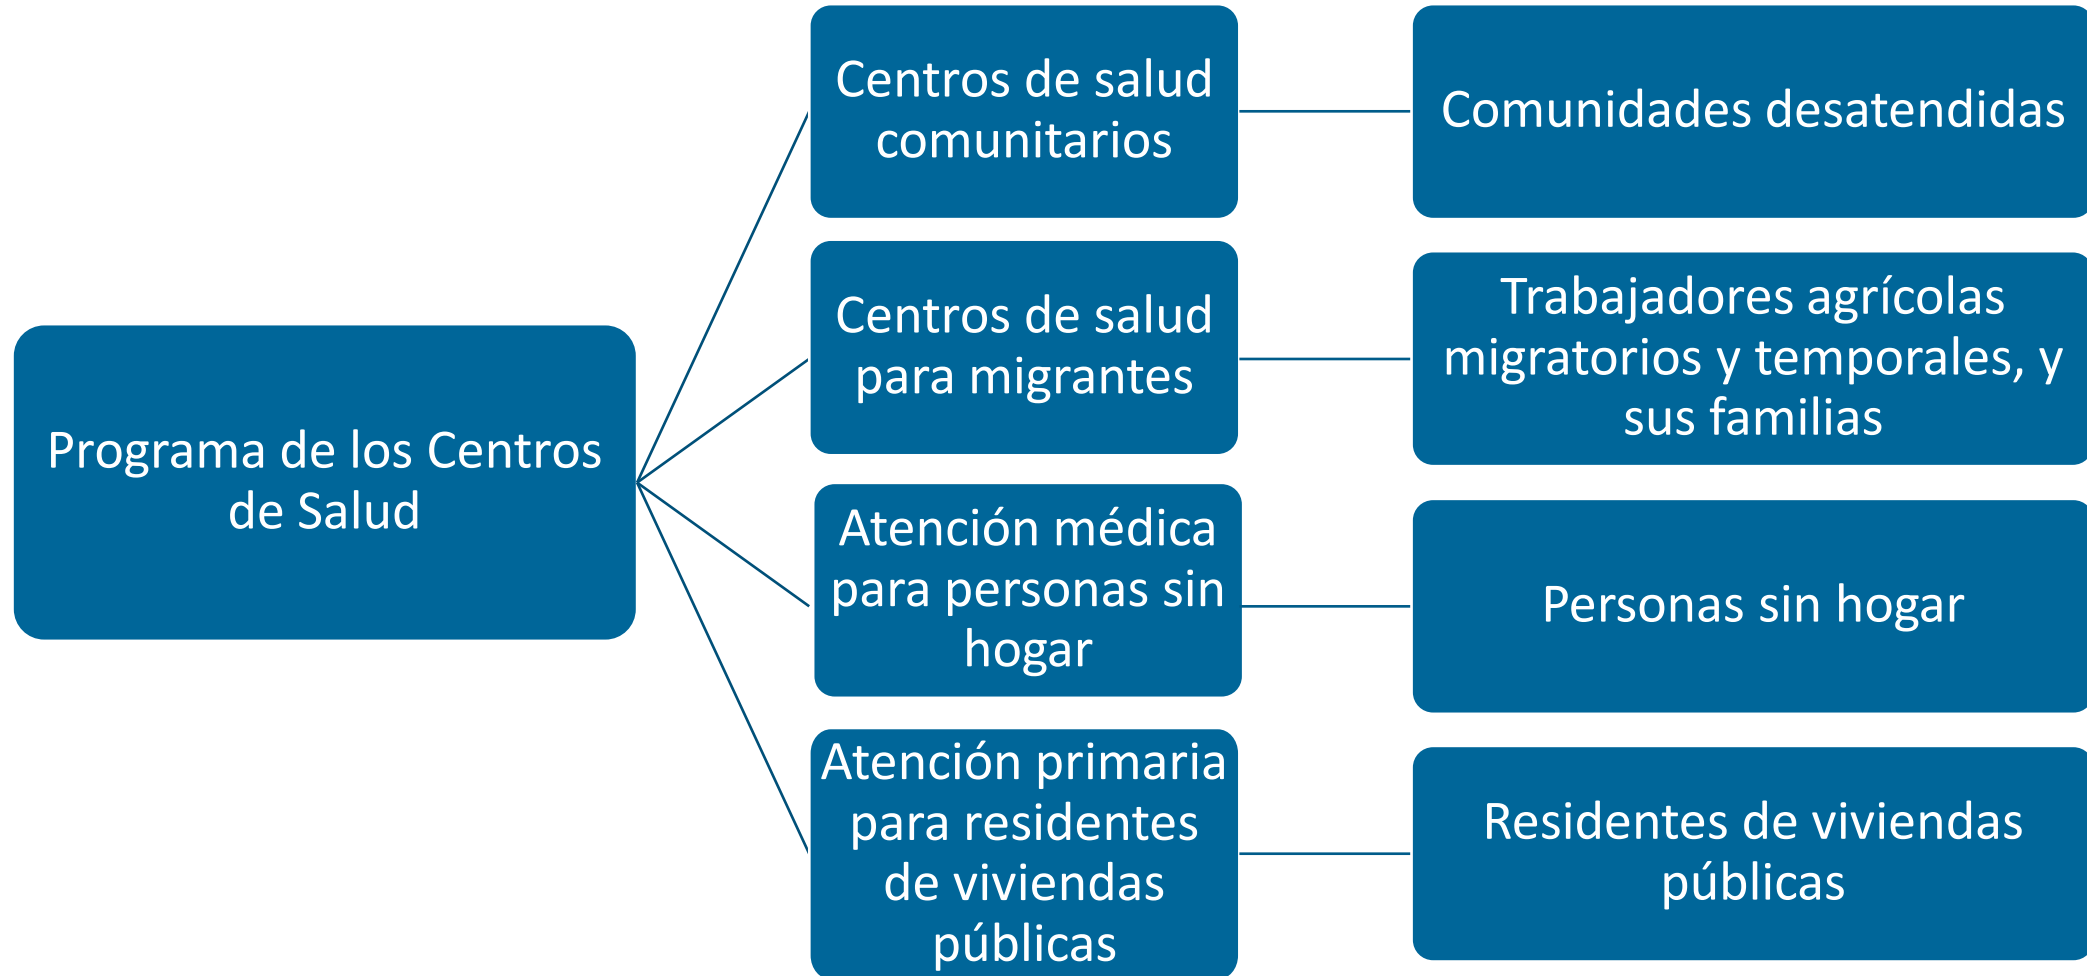 Programa de los Centros
de Salud
Centros de salud
comunitarios
Comunidades desatendidas
Centros de salud
para migrantes
Trabajadores agrícolas
migratorios y temporales, y
sus familias
Atención médica
para personas sin
hogar
Personas sin hogar
Atención primaria
para residentes
de viviendas
públicas
Residentes de viviendas
públicas